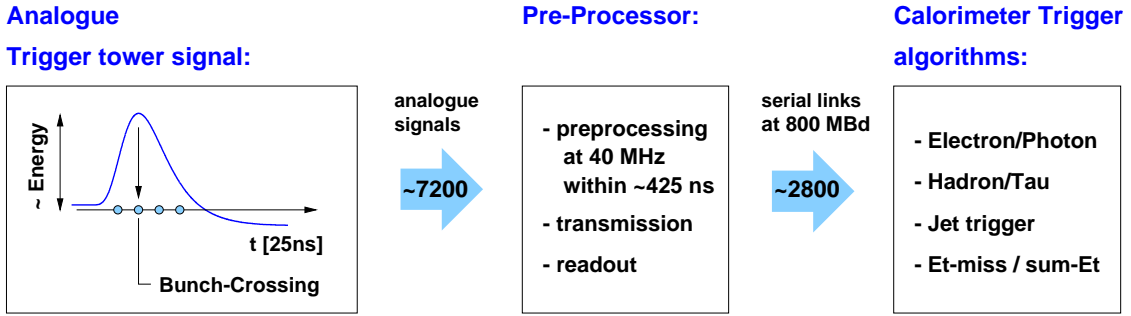 Analogue
Trigger tower signal:
~ Energy
t [25ns]
Bunch-Crossing
analogue
signals
~7200
Pre-Processor:
- preprocessing
at 40 MHz
within ~425 ns
- transmission
- readout
serial links
at 800 MBd
~2800
Calorimeter Trigger
algorithms:
- Electron/Photon
- Hadron/Tau
- Jet trigger
- Et-miss / sum-Et